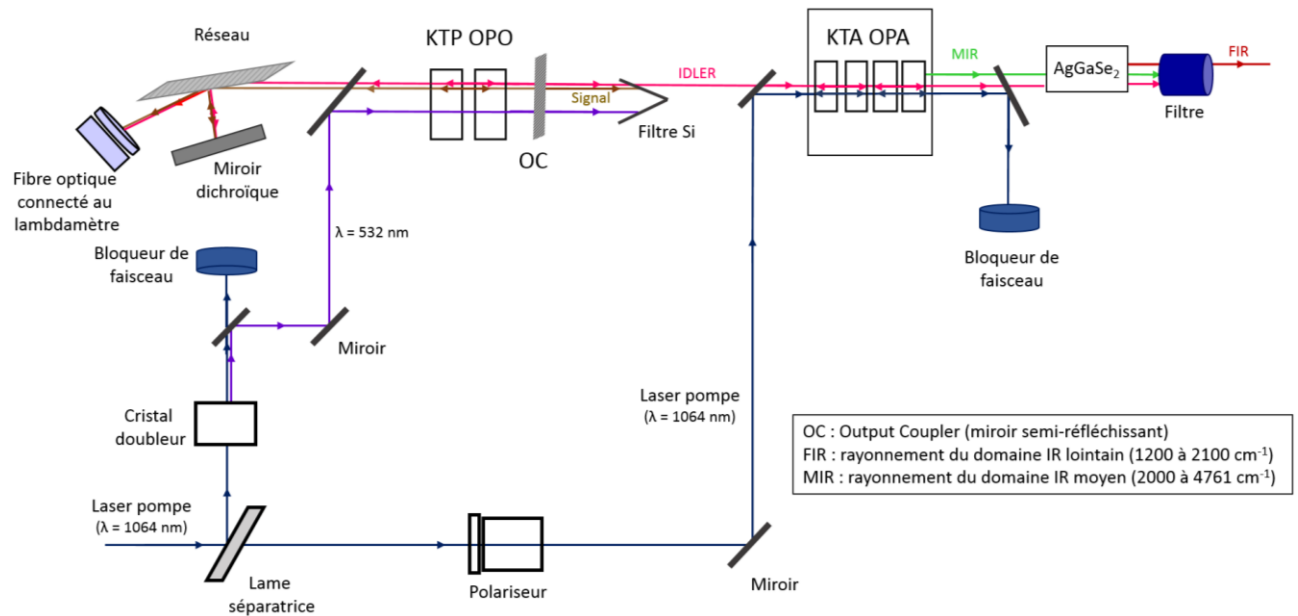 Réseau
KTP OPO
KTA OPA
MIR
FIR
IDLER
AgGaSe2
Signal
Filtre Si
Filtre
OC
Miroir
dichroïque
Fibre optique
connecté au
lambdamètre
λ = 532 nm
Bloqueur de
faisceau
Bloqueur de
faisceau
Miroir
Laser pompe
(λ = 1064 nm)
Cristal
doubleur
OC : Output Coupler (miroir semi-réfléchissant)
FIR : rayonnement du domaine IR lointain (1200 à 2100 cm-1)
MIR : rayonnement du domaine IR moyen (2000 à 4761 cm-1)
Laser pompe
(λ = 1064 nm)
Lame
séparatrice
Polariseur
Miroir